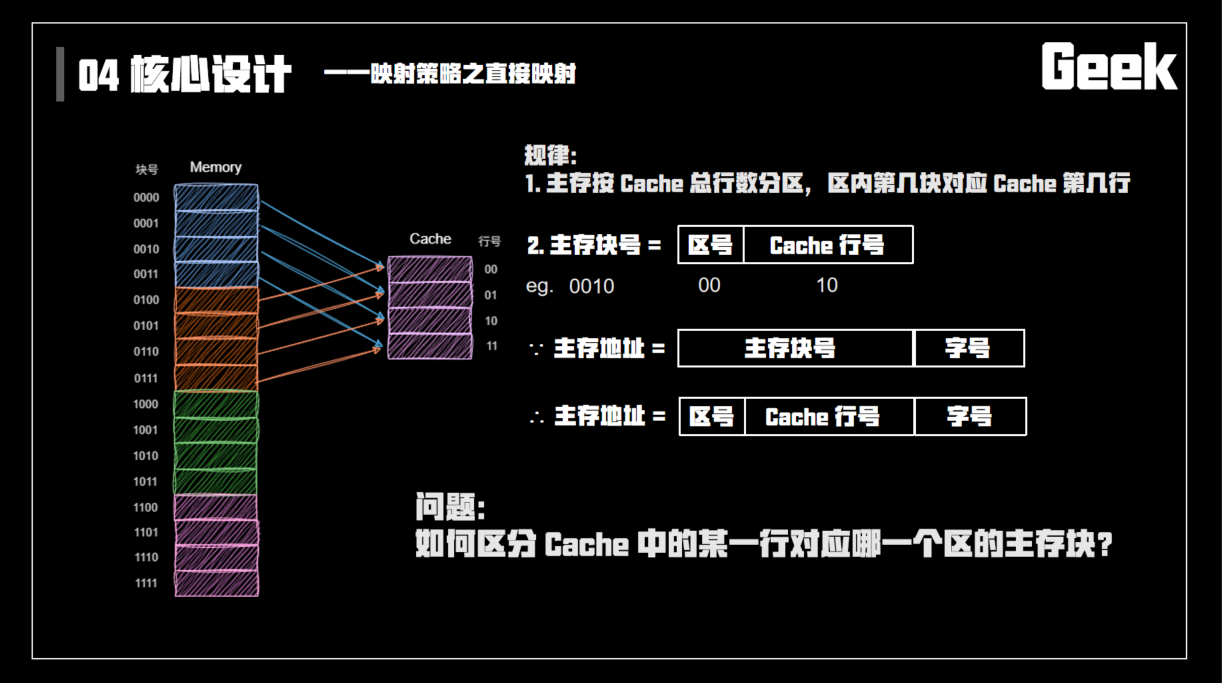 04 核心设计 ——映射策略之直接映射
Geek
块号 Memory
0000
0001
0010
0011
0100
0101
0110
0111
1000
1001
1010
1011
1100
1101
1110
1111
Cache 行号
00
01
10
11
规律:
1. 主存按 Cache 总行数分区，区内第几块对应 Cache 第几行
2. 主存块号 = 区号 Cache 行号
eg. 0010 00 10
∵ 主存地址 = 主存块号 字号
∴ 主存地址 = 区号 Cache 行号 字号
问题:
如何区分 Cache 中的某一行对应哪一个区的主存块?